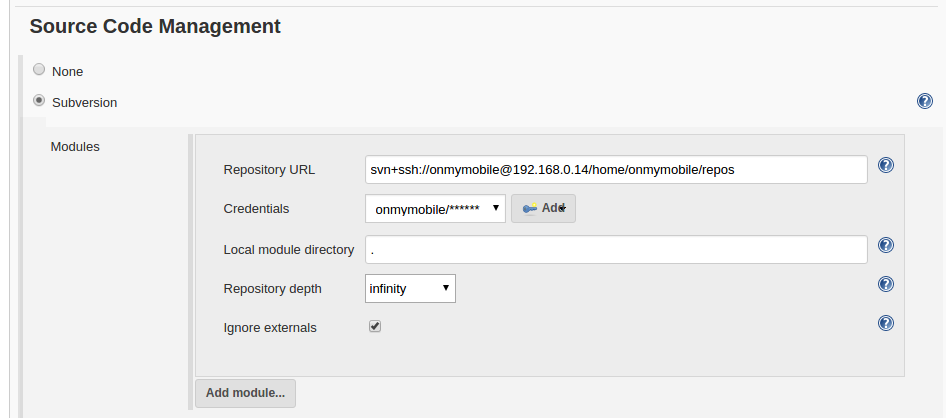 Source Code Management
None
Subversion
Modules
Repository URL svn+ssh://onmymobile@192.168.0.14/home/onmymobile/repos
Credentials onmymobile/****** Add
Local module directory .
Repository depth infinity
Ignore externals
Add module...